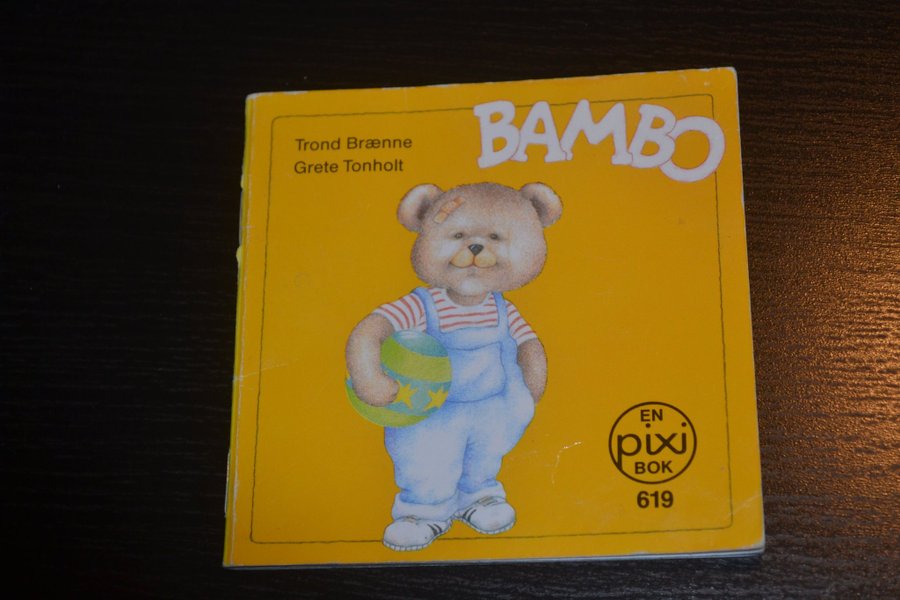 BAMBO
Trond Brænne
Grete Tonholt
EN
pixi
BOK
619